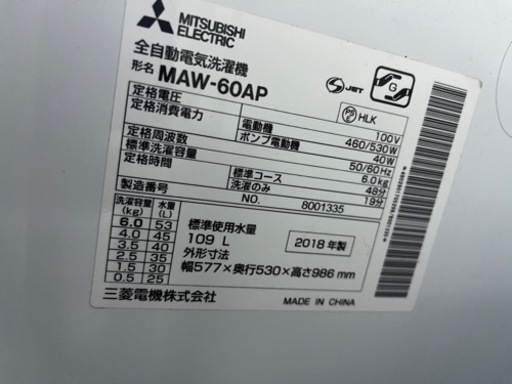 MITSUBISHI
ELECTRIC
全自動電気洗濯機
形名 MAW-60AP
S JET
G
PS E HLK
定格電圧 100V
定格消費電力 電動機 460/530W
ポンプ電動機 40W
定格周波数 50/60Hz
標準洗濯容量 6.0kg
定格時間 標準コース 48分
洗濯のみ 19分
製造番号 NO. 8001335
洗濯容量(kg) 水量(L)
6.0 53
4.0 45
3.5 40
2.5 35
1.5 30
0.5 25
標準使用水量
109 L
2018 年製
外形寸法
幅577×奥行530×高さ986 mm
三菱電機株式会社
MADE IN CHINA